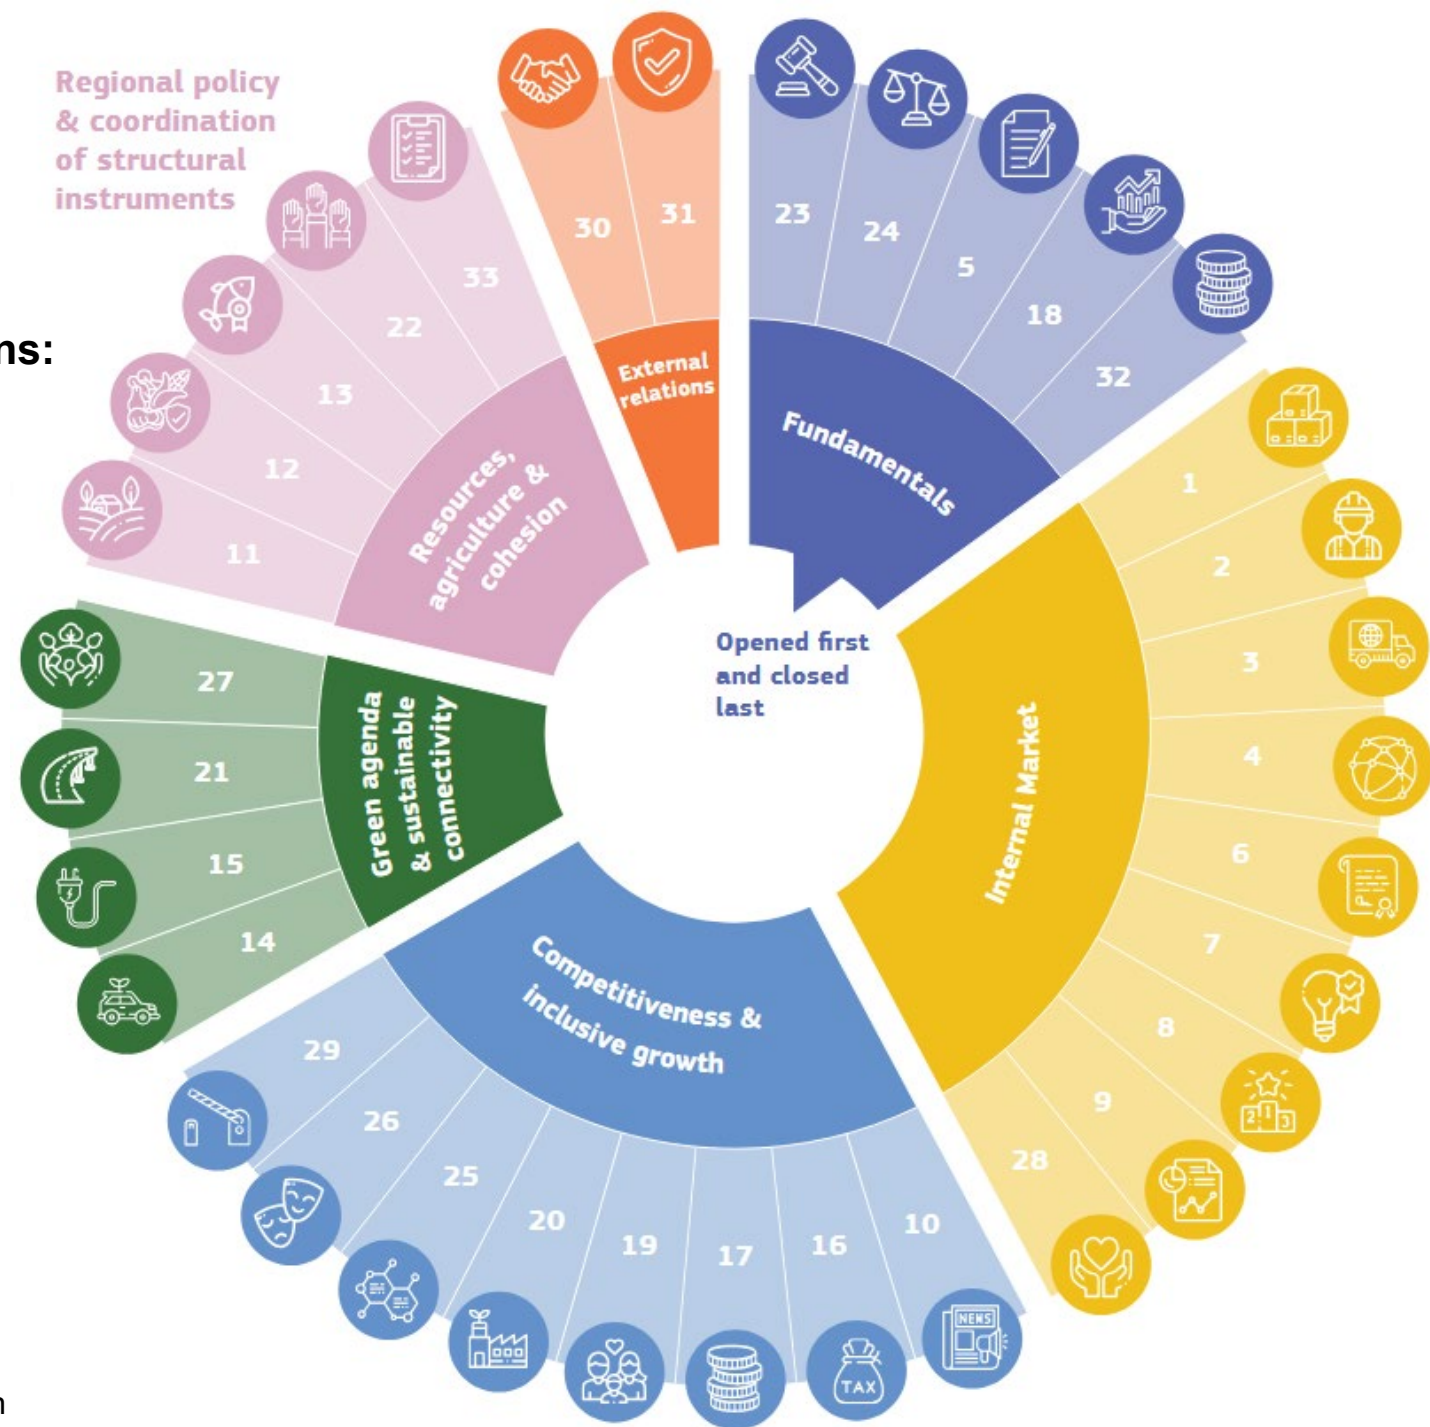 Regional policy
& coordination
of structural
instruments
ns:
30
31
External
relations
23
24
5
18
32
Fundamentals
Opened first
and closed
last
1
2
3
4
6
7
8
9
28
Internal Market
10
16
17
19
20
25
26
29
Competitiveness &
inclusive growth
NEWS
TAX
2 1 3
14
15
21
27
Green agenda
& sustainable
connectivity
11
12
13
22
33
Resources,
agriculture &
cohesion
n